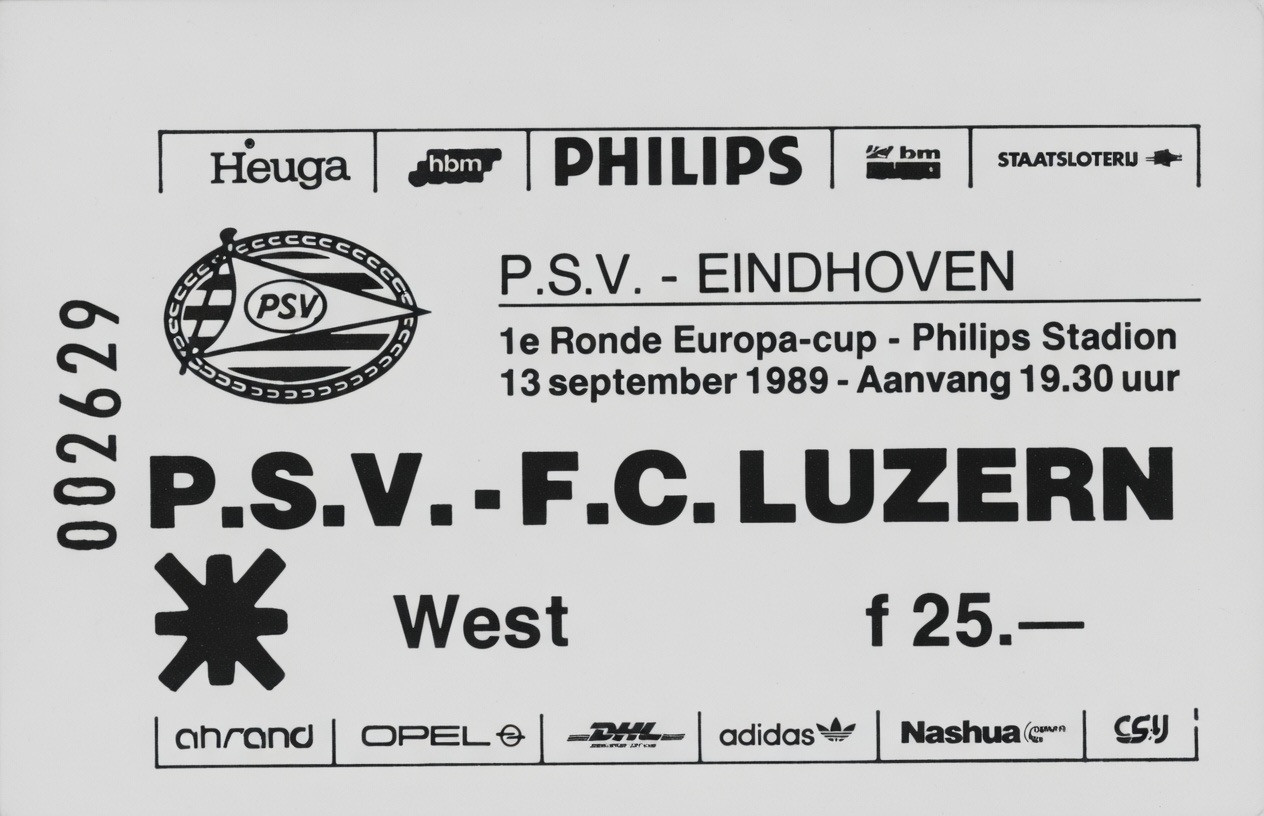 Heuga hbm PHILIPS bm STAATSLOTERIJ
PSV
P.S.V. - EINDHOVEN
1e Ronde Europa-cup - Philips Stadion
13 september 1989 - Aanvang 19.30 uur
002629
P.S.V. - F.C. LUZERN
West f 25.—
ahrand OPEL DHL adidas Nashua